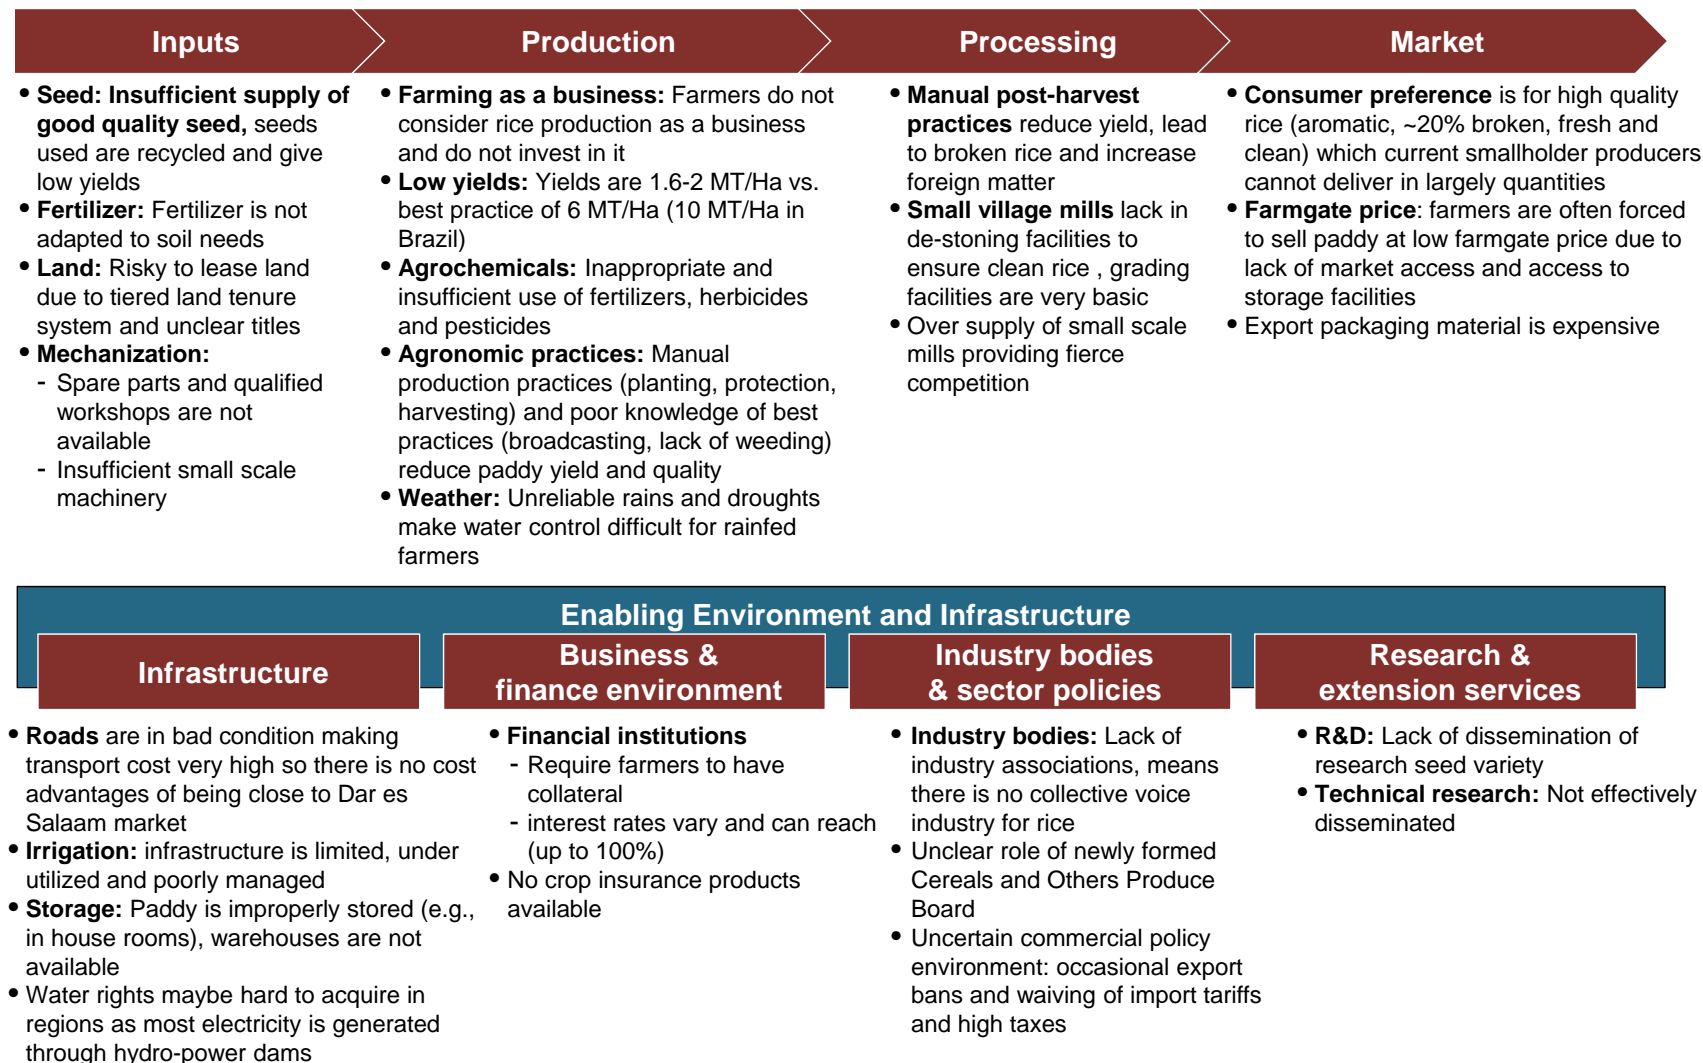 Inputs
Production
Processing
Market
• Seed: Insufficient supply of
good quality seed, seeds
used are recycled and give
low yields
• Fertilizer: Fertilizer is not
adapted to soil needs
• Land: Risky to lease land
due to tiered land tenure
system and unclear titles
• Mechanization:
- Spare parts and qualified
workshops are not
available
- Insufficient small scale
machinery
• Farming as a business: Farmers do not
consider rice production as a business
and do not invest in it
• Low yields: Yields are 1.6-2 MT/Ha vs.
best practice of 6 MT/Ha (10 MT/Ha in
Brazil)
• Agrochemicals: Inappropriate and
insufficient use of fertilizers, herbicides
and pesticides
• Agronomic practices: Manual
production practices (planting, protection,
harvesting) and poor knowledge of best
practices (broadcasting, lack of weeding)
reduce paddy yield and quality
• Weather: Unreliable rains and droughts
make water control difficult for rainfed
farmers
• Manual post-harvest
practices reduce yield, lead
to broken rice and increase
foreign matter
• Small village mills lack in
de-stoning facilities to
ensure clean rice , grading
facilities are very basic
• Over supply of small scale
mills providing fierce
competition
• Consumer preference is for high quality
rice (aromatic, ~20% broken, fresh and
clean) which current smallholder producers
cannot deliver in largely quantities
• Farmgate price: farmers are often forced
to sell paddy at low farmgate price due to
lack of market access and access to
storage facilities
• Export packaging material is expensive
Enabling Environment and Infrastructure
Infrastructure
Business &
finance environment
Industry bodies
& sector policies
Research &
extension services
• Roads are in bad condition making
transport cost very high so there is no cost
advantages of being close to Dar es
Salaam market
• Irrigation: infrastructure is limited, under
utilized and poorly managed
• Storage: Paddy is improperly stored (e.g.,
in house rooms), warehouses are not
available
• Water rights maybe hard to acquire in
regions as most electricity is generated
through hydro-power dams
• Financial institutions
- Require farmers to have
collateral
- interest rates vary and can reach
(up to 100%)
• No crop insurance products
available
• Industry bodies: Lack of
industry associations, means
there is no collective voice
industry for rice
• Unclear role of newly formed
Cereals and Others Produce
Board
• Uncertain commercial policy
environment: occasional export
bans and waiving of import tariffs
and high taxes
• R&D: Lack of dissemination of
research seed variety
• Technical research: Not effectively
disseminated